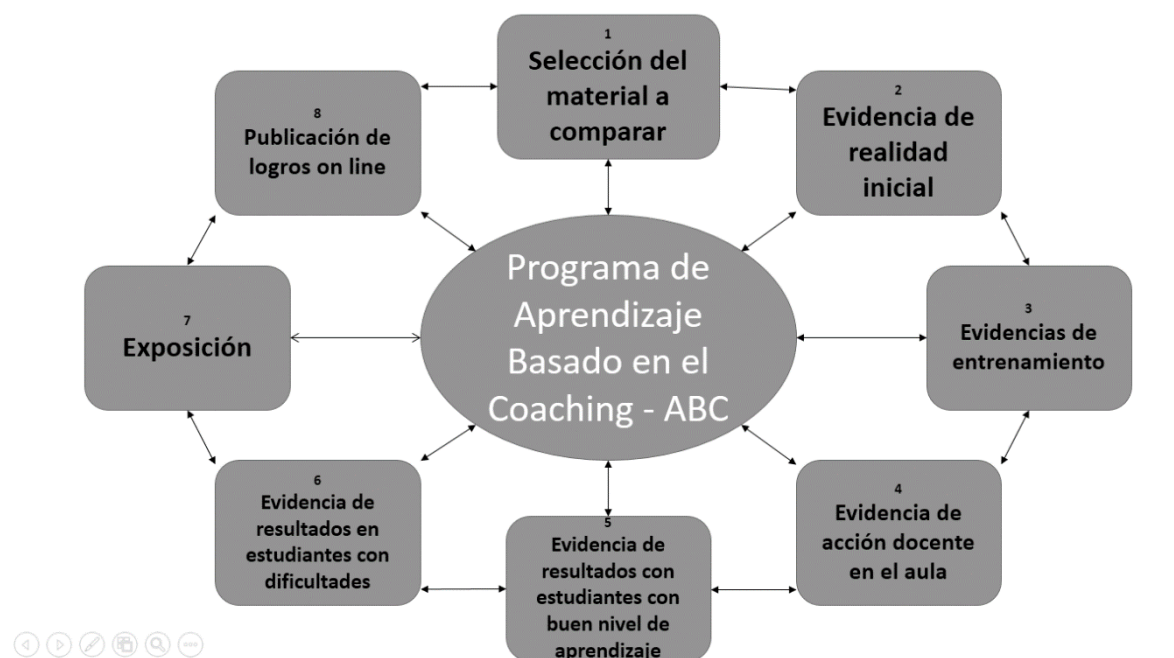 1
Selección del
material a
comparar
2
Evidencia de
realidad
inicial
3
Evidencias de
entrenamiento
4
Evidencia de
acción docente
en el aula
5
Evidencia de
resultados con
estudiantes con
buen nivel de
aprendizaje
6
Evidencia de
resultados en
estudiantes con
dificultades
7
Exposición
8
Publicación de
logros on line
Programa de
Aprendizaje
Basado en el
Coaching - ABC